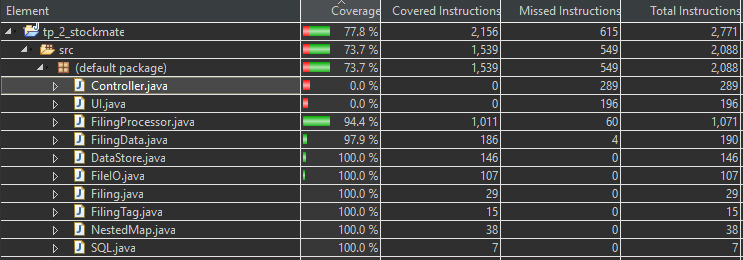 Element Coverage Covered Instructions Missed Instructions Total Instructions
tp_2_stockmate 77.8 % 2,156 615 2,771
src 73.7 % 1,539 549 2,088
(default package) 73.7 % 1,539 549 2,088
Controller.java 0.0 % 0 289 289
UI.java 0.0 % 0 196 196
FilingProcessor.java 94.4 % 1,011 60 1,071
FilingData.java 97.9 % 186 4 190
DataStore.java 100.0 % 146 0 146
FileIO.java 100.0 % 107 0 107
Filing.java 100.0 % 29 0 29
FilingTag.java 100.0 % 15 0 15
NestedMap.java 100.0 % 38 0 38
SQL.java 100.0 % 7 0 7